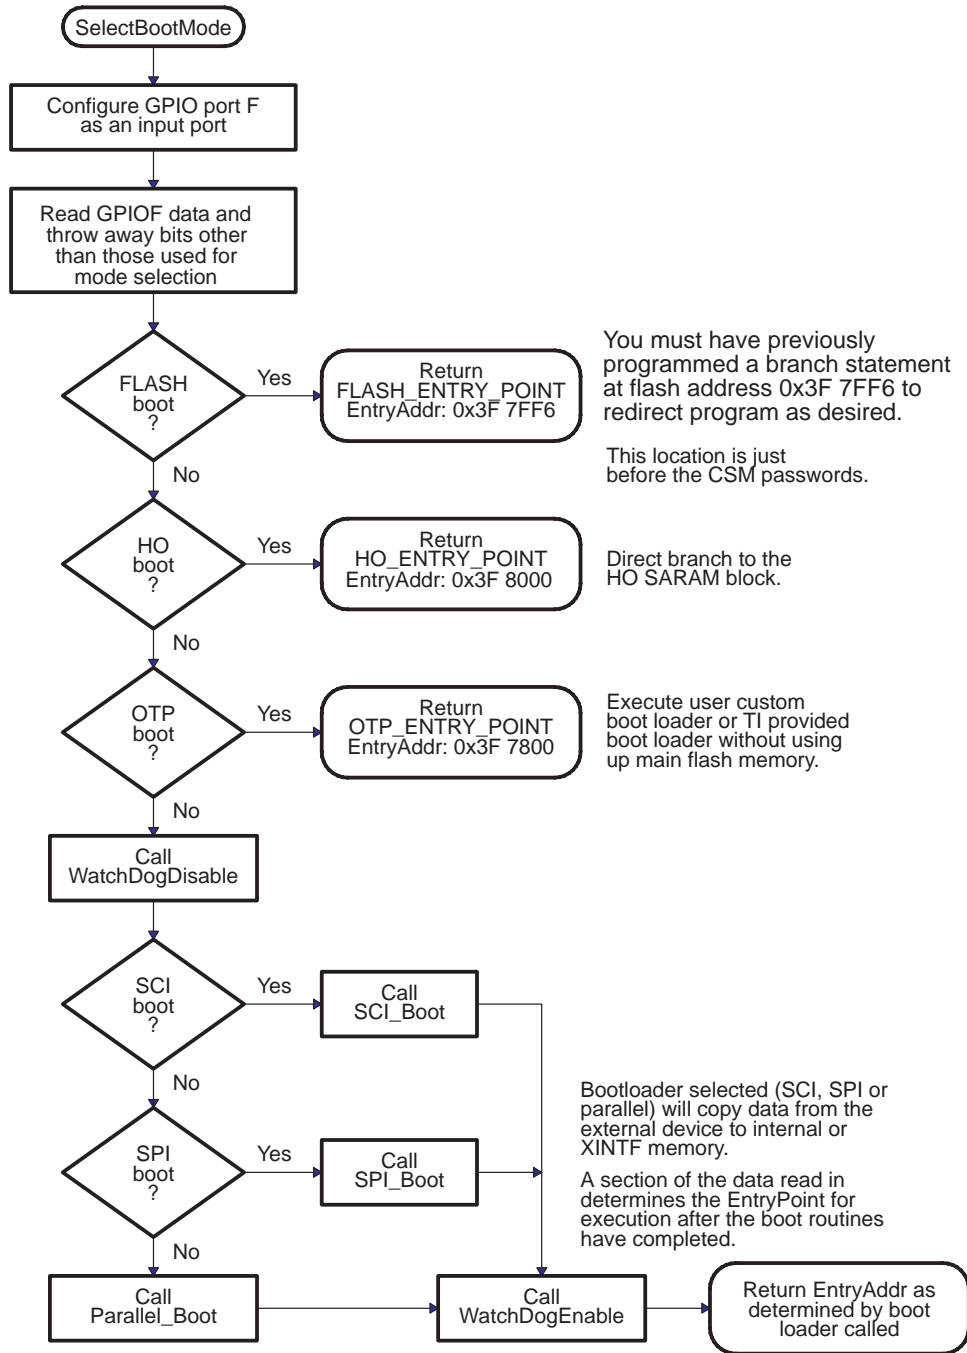 SelectBootMode
Configure GPIO port F
as an input port
Read GPIOF data and
throw away bits other
than those used for
mode selection
FLASH
boot
?
Yes
Return
FLASH_ENTRY_POINT
EntryAddr: 0x3F 7FF6
You must have previously
programmed a branch statement
at flash address 0x3F 7FF6 to
redirect program as desired.
This location is just
before the CSM passwords.
No
HO
boot
?
Yes
Return
HO_ENTRY_POINT
EntryAddr: 0x3F 8000
Direct branch to the
HO SARAM block.
No
OTP
boot
?
Yes
Return
OTP_ENTRY_POINT
EntryAddr: 0x3F 7800
Execute user custom
boot loader or TI provided
boot loader without using
up main flash memory.
No
Call
WatchDogDisable
SCI
boot
?
Yes
Call
SCI_Boot
No
SPI
boot
?
Yes
Call
SPI_Boot
Bootloader selected (SCI, SPI or
parallel) will copy data from the
external device to internal or
XINTF memory.
A section of the data read in
determines the EntryPoint for
execution after the boot routines
have completed.
No
Call
Parallel_Boot
Call
WatchDogEnable
Return EntryAddr as
determined by boot
loader called